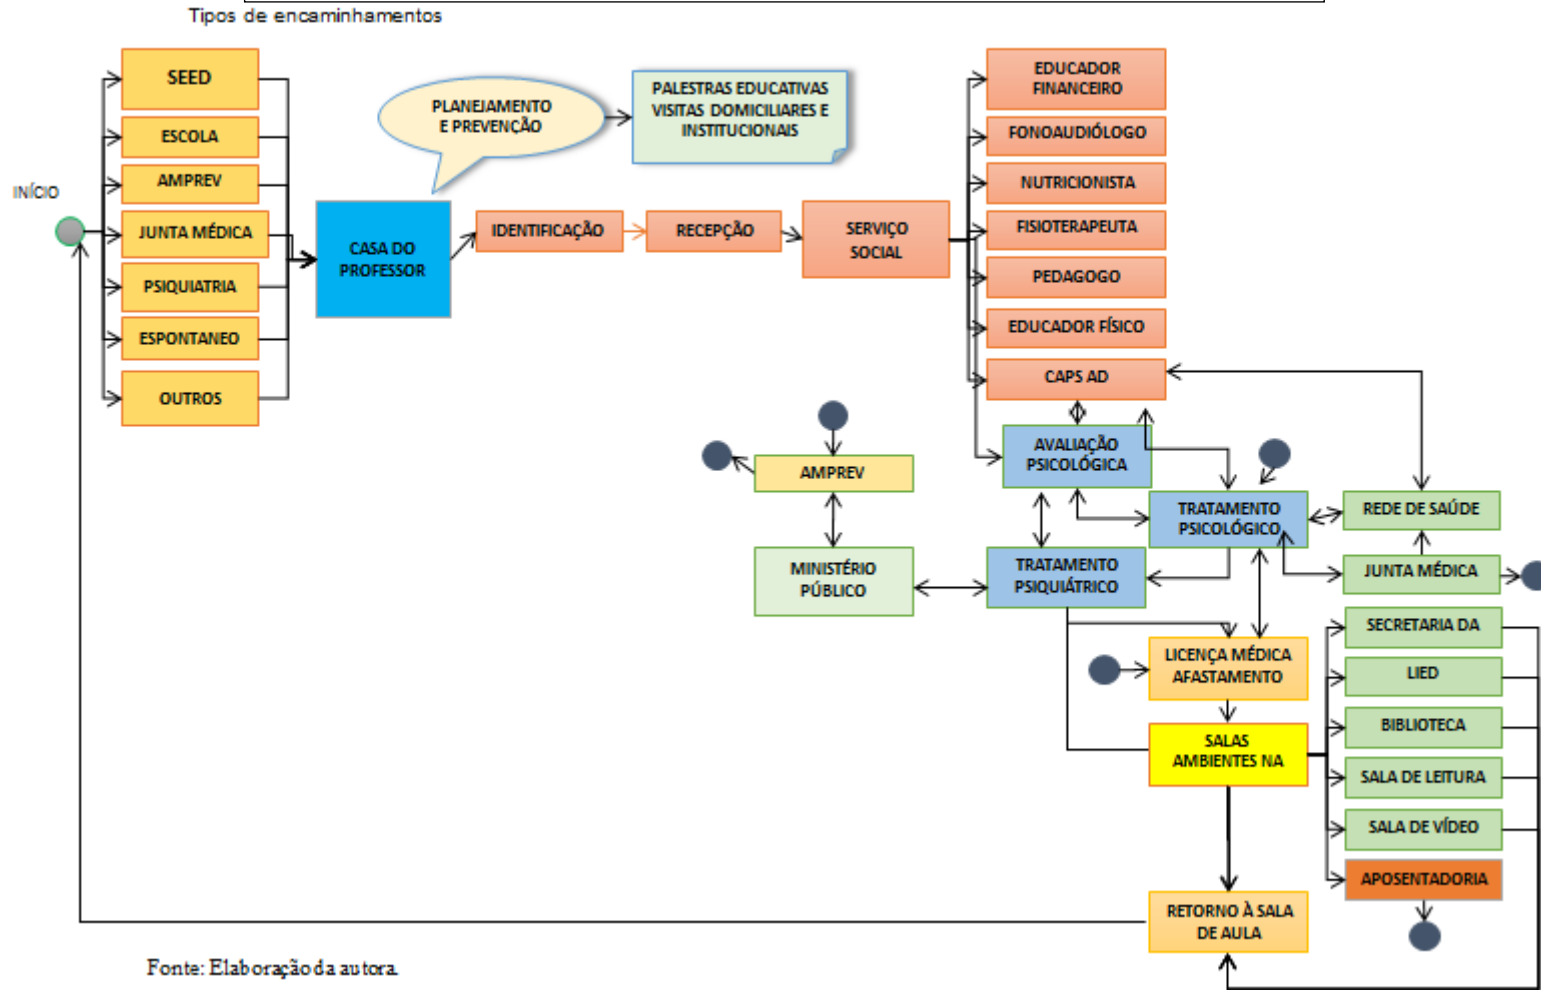 Tipos de encaminhamentos
INÍCIO
SEED
ESCOLA
AMPREV
JUNTA MÉDICA
PSIQUIATRIA
ESPONTANEO
OUTROS
CASA DO
PROFESSOR
PLANEJAMENTO
E PREVENÇÃO
PALESTRAS EDUCATIVAS
VISITAS DOMICILIARES E
INSTITUCIONAIS
IDENTIFICAÇÃO
RECEPÇÃO
SERVIÇO
SOCIAL
EDUCADOR
FINANCEIRO
FONOAUDIÓLOGO
NUTRICIONISTA
FISIOTERAPEUTA
PEDAGOGO
EDUCADOR FÍSICO
CAPS AD
AVALIAÇÃO
PSICOLÓGICA
AMPREV
TRATAMENTO
PSICOLÓGICO
REDE DE SAÚDE
MINISTÉRIO
PÚBLICO
TRATAMENTO
PSIQUIÁTRICO
JUNTA MÉDICA
LICENÇA MÉDICA
AFASTAMENTO
SALAS
AMBIENTES NA
SECRETARIA DA
LIED
BIBLIOTECA
SALA DE LEITURA
SALA DE VÍDEO
APOSENTADORIA
RETORNO À SALA
DE AULA
Fonte: Elaboração da autora.